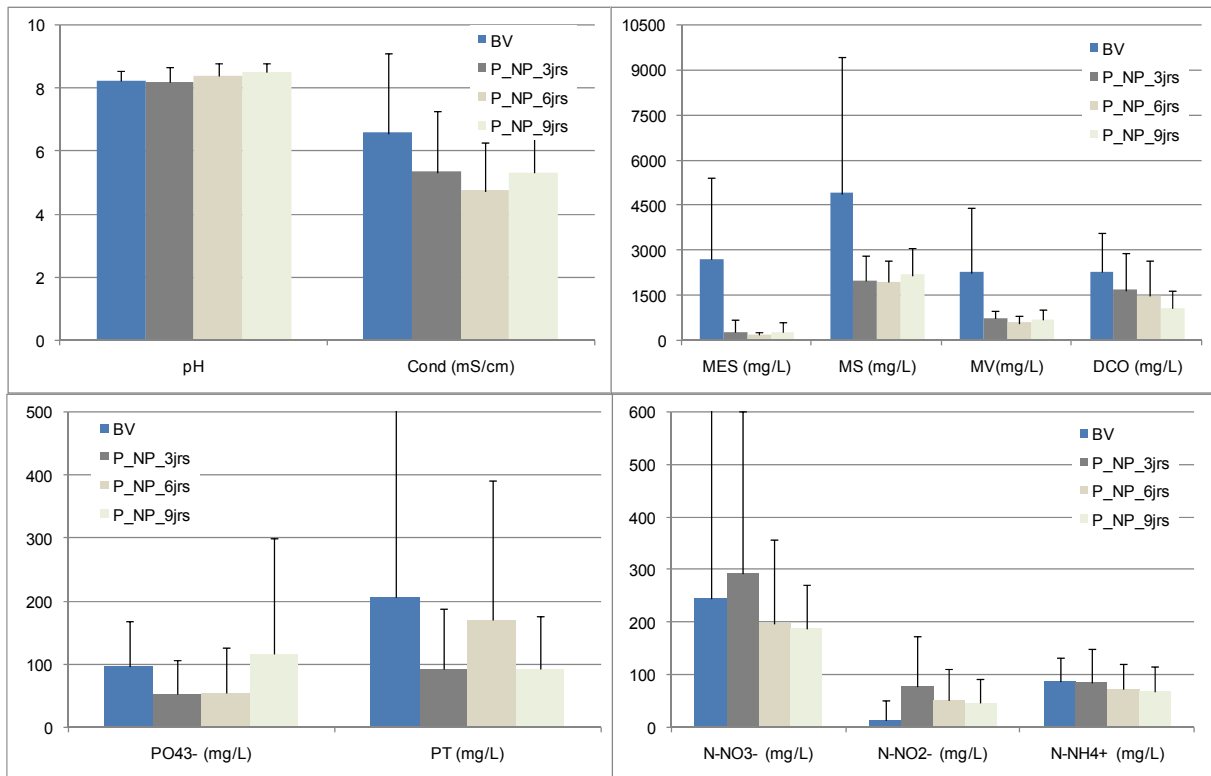 10
8
6
4
2
0
BV
P_NP_3jrs
P_NP_6jrs
P_NP_9jrs
pH Cond (mS/cm)
10500
9000
7500
6000
4500
3000
1500
0
BV
P_NP_3jrs
P_NP_6jrs
P_NP_9jrs
MES (mg/L) MS (mg/L) MV(mg/L) DCO (mg/L)
500
400
300
200
100
0
BV
P_NP_3jrs
P_NP_6jrs
P_NP_9jrs
PO43- (mg/L) PT (mg/L)
600
500
400
300
200
100
0
BV
P_NP_3jrs
P_NP_6jrs
P_NP_9jrs
N-NO3- (mg/L) N-NO2- (mg/L) N-NH4+ (mg/L)